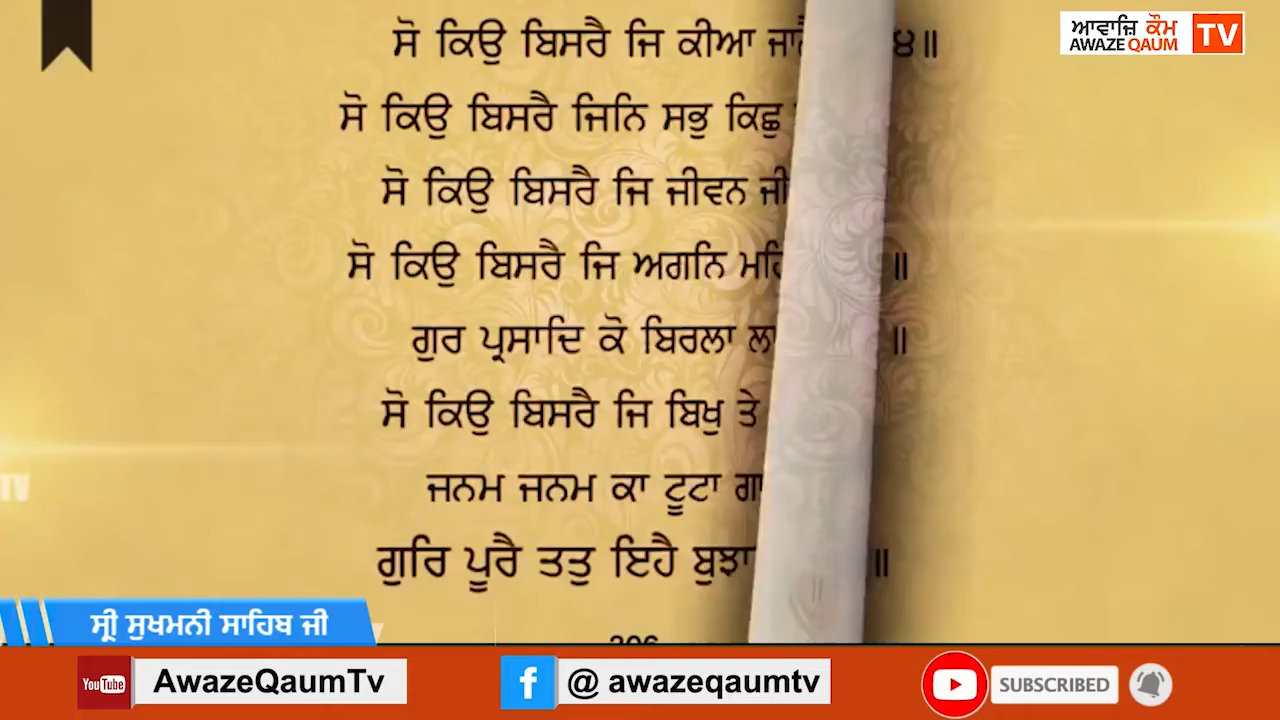 ਸੋ ਕਿਉ ਬਿਸਰੈ ਜਿ ਕੀਆ ੪॥
ਸੋ ਕਿਉ ਬਿਸਰੈ ਜਿਨਿ ਸਭੁ ਕਿਛੁ
ਸੋ ਕਿਉ ਬਿਸਰੈ ਜਿ ਜੀਵਨ
ਸੋ ਕਿਉ ਬਿਸਰੈ ਜਿ ਅਗਨਿ ॥
ਗੁਰ ਪ੍ਰਸਾਦਿ ਕੋ ਬਿਰਲਾ ॥
ਸੋ ਕਿਉ ਬਿਸਰੈ ਜਿ ਬਿਖੁ ਤੇ
ਜਨਮ ਜਨਮ ਕਾ ਟੂਟਾ
ਗੁਰਿ ਪੂਰੈ ਤਤੁ ਇਹੈ ॥
ਆਵਾਜ਼ਿ ਕੌਮ
AWAZE QAUM TV
TV
ਸ੍ਰੀ ਸੁਖਮਨੀ ਸਾਹਿਬ ਜੀ
YouTube AwazeQaumTv
f @ awazeqaumtv
SUBSCRIBED